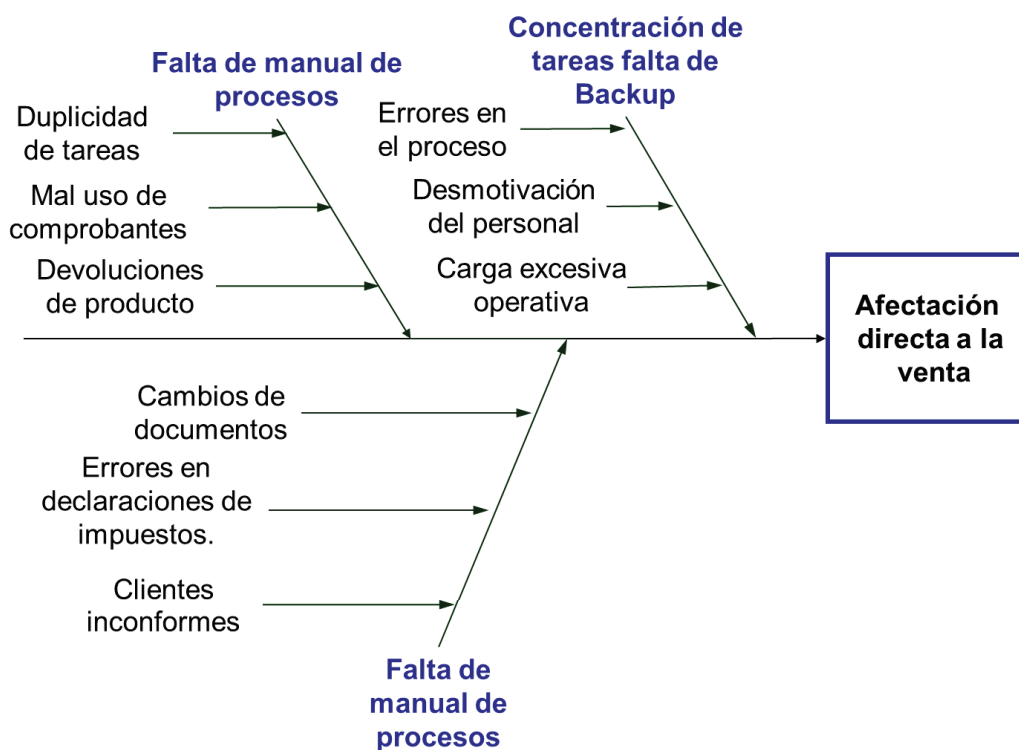 Falta de manual de
procesos
Duplicidad
de tareas
Mal uso de
comprobantes
Devoluciones
de producto
Concentración de
tareas falta de
Backup
Errores en
el proceso
Desmotivación
del personal
Carga excesiva
operativa
Afectación
directa a la
venta
Cambios de
documentos
Errores en
declaraciones de
impuestos.
Clientes
inconformes
Falta de
manual de
procesos